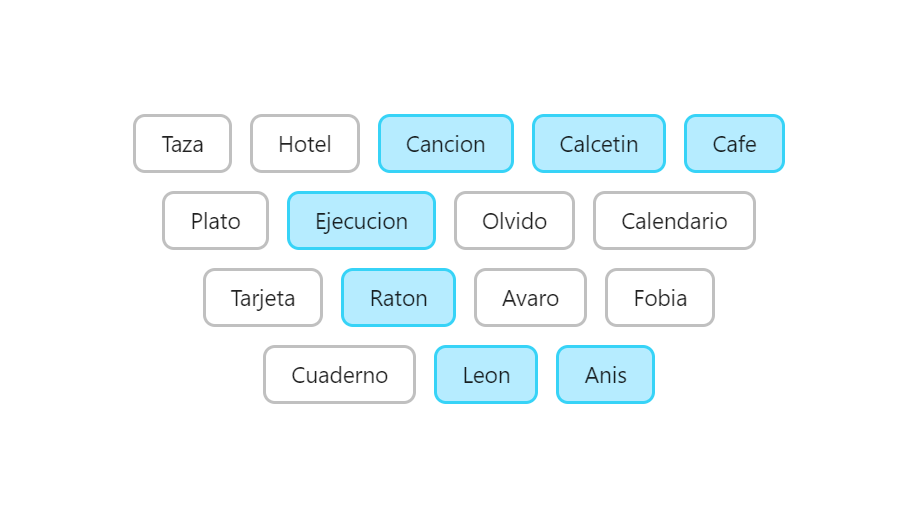 Taza Hotel Cancion Calcetin Cafe
Plato Ejecucion Olvido Calendario
Tarjeta Raton Avaro Fobia
Cuaderno Leon Anis